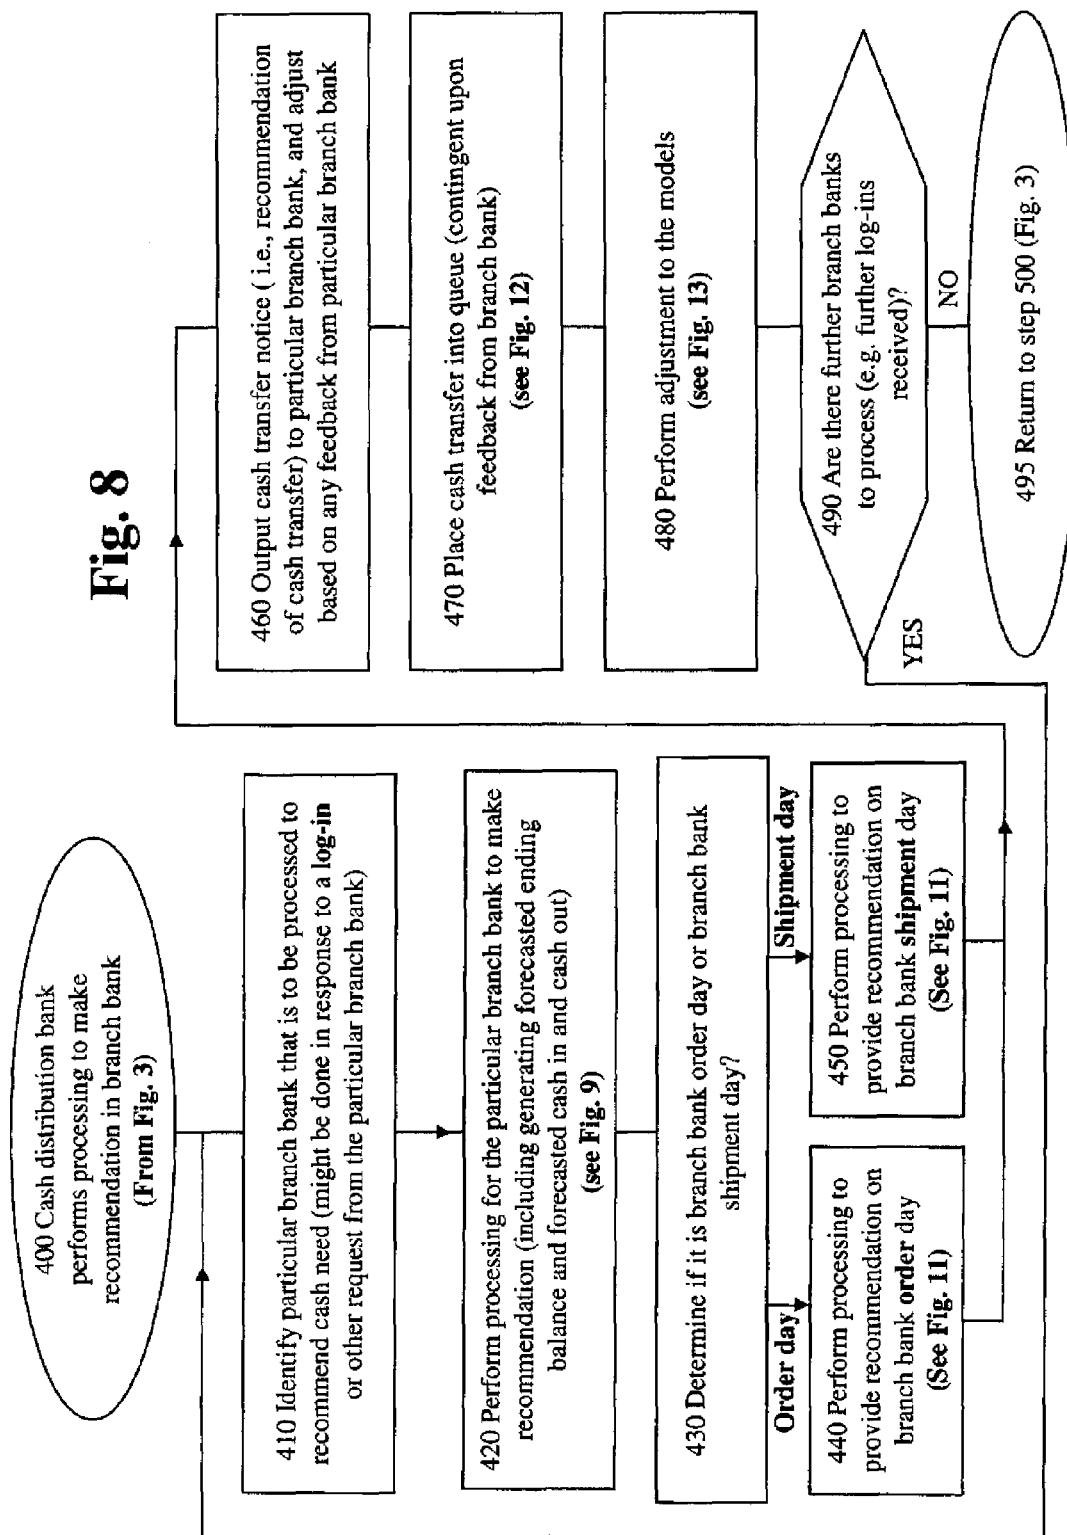 Fig. 8
400 Cash distribution bank
performs processing to make
recommendation in branch bank
(From Fig. 3)
410 Identify particular branch bank that is to be processed to
recommend cash need (might be done in response to a log-in
or other request from the particular branch bank)
420 Perform processing for the particular branch bank to make
recommendation (including generating forecasted ending
balance and forecasted cash in and cash out)
(see Fig. 9)
430 Determine if it is branch bank order day or branch bank
shipment day?
Order day
Shipment day
440 Perform processing to
provide recommendation on
branch bank order day
(See Fig. 11)
450 Perform processing to
provide recommendation on
branch bank shipment day
(See Fig. 11)
460 Output cash transfer notice ( i.e., recommendation
of cash transfer) to particular branch bank, and adjust
based on any feedback from particular branch bank
470 Place cash transfer into queue (contingent upon
feedback from branch bank)
(see Fig. 12)
480 Perform adjustment to the models
(see Fig. 13)
490 Are there further branch banks
to process (e.g. further log-ins
received)?
YES
NO
495 Return to step 500 (Fig. 3)